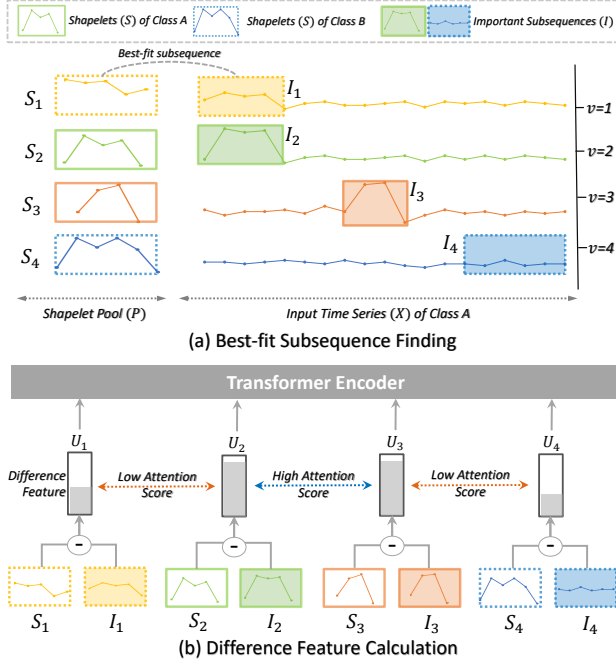 Shapelets (S) of Class A
Shapelets (S) of Class B
Important Subsequences (I)
Best-fit subsequence
S₁ I₁ v=1
S₂ I₂ v=2
S₃ I₃ v=3
S₄ I₄ v=4
Shapelet Pool (P) Input Time Series (X) of Class A
(a) Best-fit Subsequence Finding
Transformer Encoder
U₁ U₂ U₃ U₄
Difference Feature
Low Attention Score
High Attention Score
Low Attention Score
- - - -
S₁ I₁ S₂ I₂ S₃ I₃ S₄ I₄
(b) Difference Feature Calculation